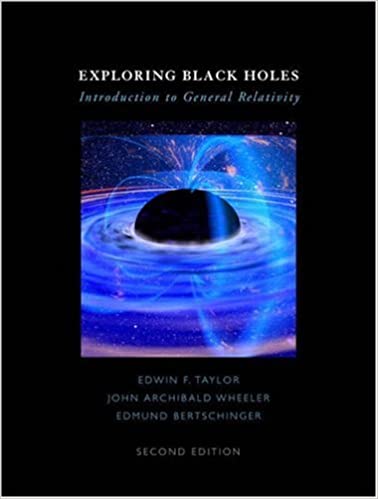 EXPLORING BLACK HOLES
Introduction to General Relativity
EDWIN F. TAYLOR
JOHN ARCHIBALD WHEELER
EDMUND BERTSCHINGER
SECOND EDITION